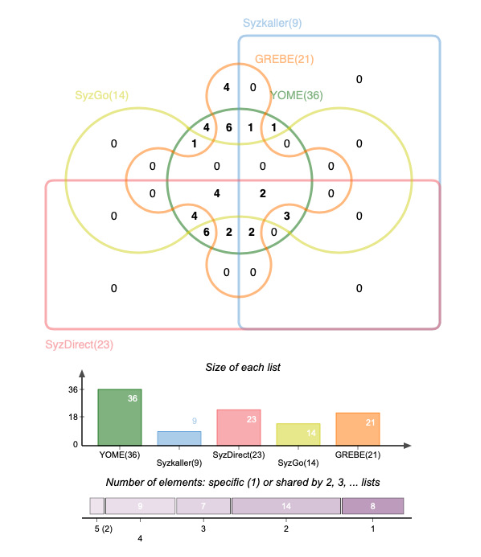 Syzkaller(9)
GREBE(21)
SyzGo(14)
YOME(36)
0
4 0
4 6 1 1
0 1 0 0
0 0 0 0
0 4 2 0
0 4 3 0
6 2 2 0
0 0
0 0
SyzDirect(23)
Size of each list
36
18
0
36
9
23
14
21
YOME(36)
Syzkaller(9)
SyzDirect(23)
SyzGo(14)
GREBE(21)
Number of elements: specific (1) or shared by 2, 3, ... lists
6 7 14 8
5 (2) 4 3 2 1